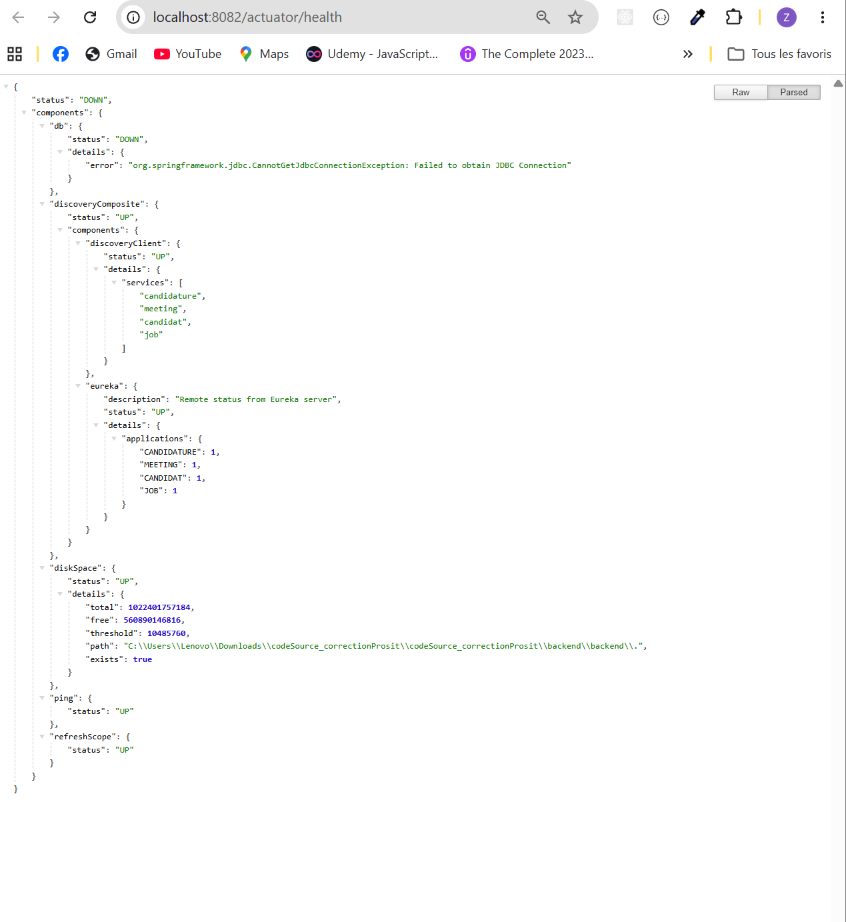 localhost:8082/actuator/health
Z
Gmail
YouTube
Maps
Udemy - JavaScript...
The Complete 2023...
»
Tous les favoris
Raw
Parsed
{
"status": "DOWN",
"components": {
"db": {
"status": "DOWN",
"details": {
"error": "org.springframework.jdbc.CannotGetJdbcConnectionException: Failed to obtain JDBC Connection"
}
},
"discoveryComposite": {
"status": "UP",
"components": {
"discoveryClient": {
"status": "UP",
"details": {
"services": [
"candidature",
"meeting",
"candidat",
"job"
]
}
},
"eureka": {
"description": "Remote status from Eureka server",
"status": "UP",
"details": {
"applications": {
"CANDIDATURE": 1,
"MEETING": 1,
"CANDIDAT": 1,
"JOB": 1
}
}
}
}
},
"diskSpace": {
"status": "UP",
"details": {
"total": 1022401757184,
"free": 560890146816,
"threshold": 10485760,
"path": "C:\\Users\\Lenovo\\Downloads\\codeSource_correctionProsit\\codeSource_correctionProsit\\backend\\backend\\.",
"exists": true
}
},
"ping": {
"status": "UP"
},
"refreshScope": {
"status": "UP"
}
}
}